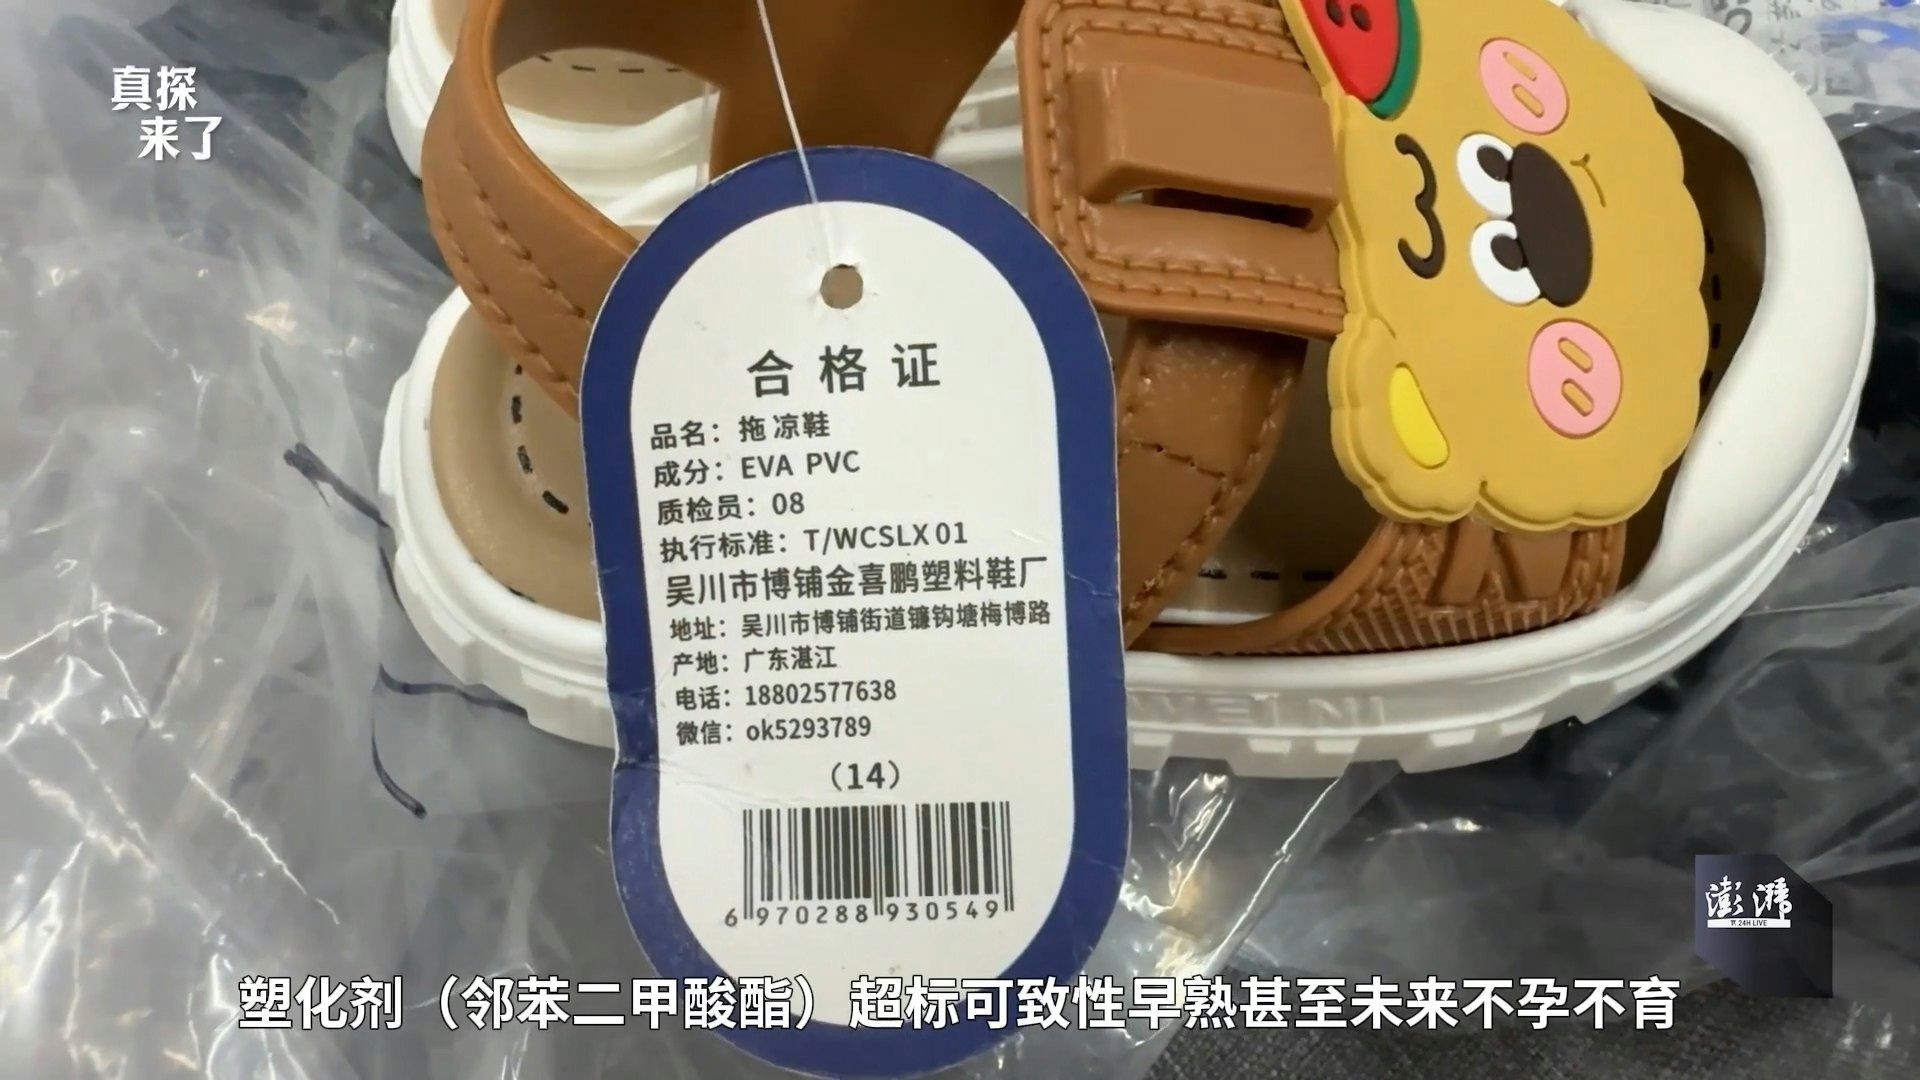 真探
来了
合格证
品名：拖凉鞋
成分：EVA PVC
质检员：08
执行标准：T/WCSLX 01
吴川市博铺金喜鹏塑料鞋厂
地址：吴川市博铺街道镰钩塘梅博路
产地：广东湛江
电话：18802577638
微信：ok5293789
（14）
6 970288 930549
WEI NI
澎湃
24H LIVE
塑化剂（邻苯二甲酸酯）超标可致性早熟甚至未来不孕不育